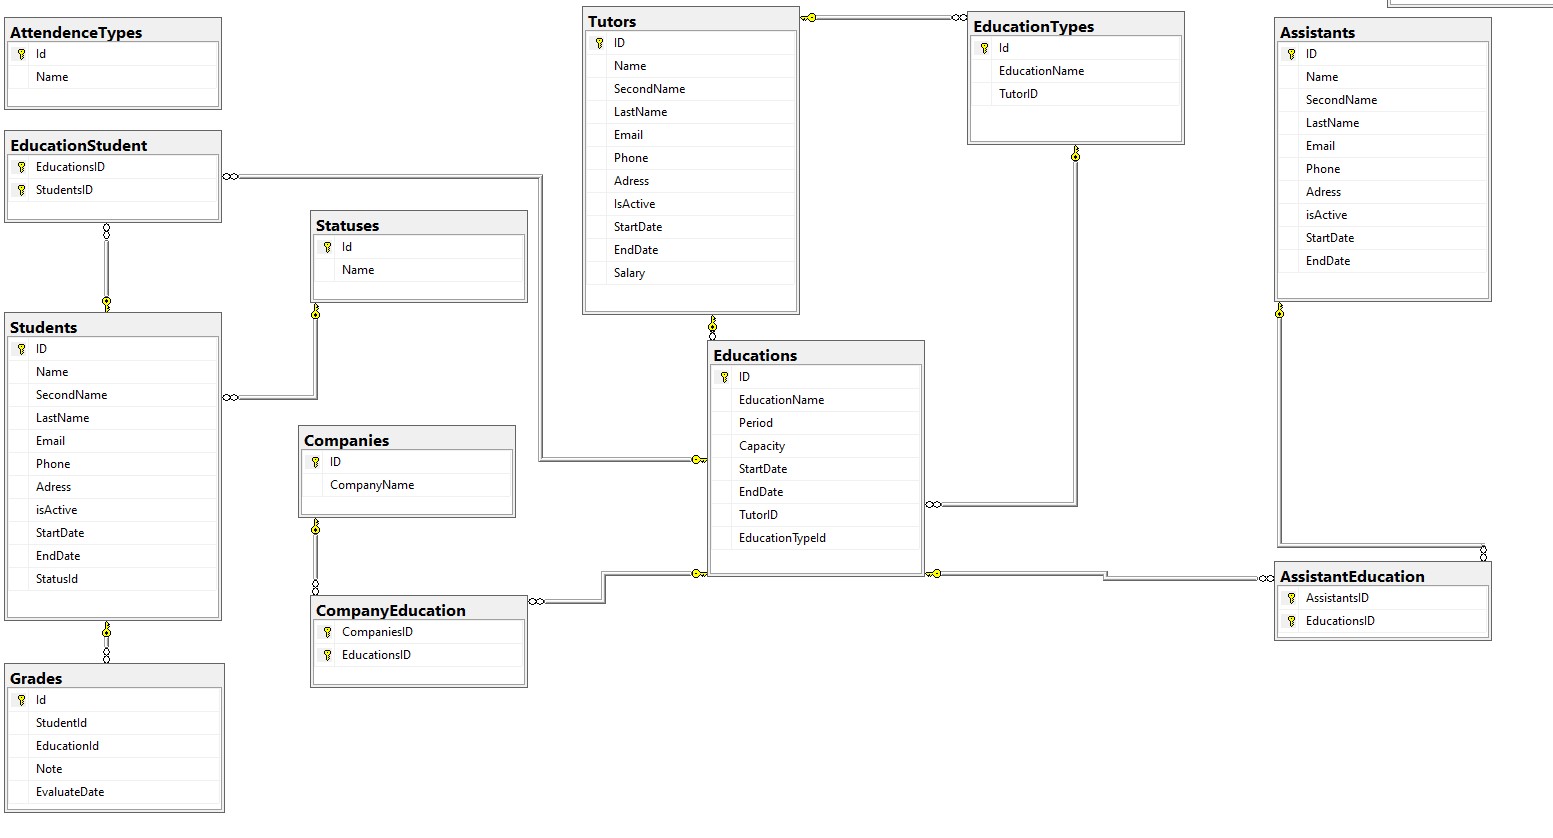 AttendenceTypes
Id
Name
EducationStudent
EducationsID
StudentsID
Students
ID
Name
SecondName
LastName
Email
Phone
Adress
isActive
StartDate
EndDate
StatusId
Grades
Id
StudentId
EducationId
Note
EvaluateDate
Statuses
Id
Name
Companies
ID
CompanyName
CompanyEducation
CompaniesID
EducationsID
Tutors
ID
Name
SecondName
LastName
Email
Phone
Adress
IsActive
StartDate
EndDate
Salary
Educations
ID
EducationName
Period
Capacity
StartDate
EndDate
TutorID
EducationTypeId
EducationTypes
Id
EducationName
TutorID
Assistants
ID
Name
SecondName
LastName
Email
Phone
Adress
isActive
StartDate
EndDate
AssistantEducation
AssistantsID
EducationsID